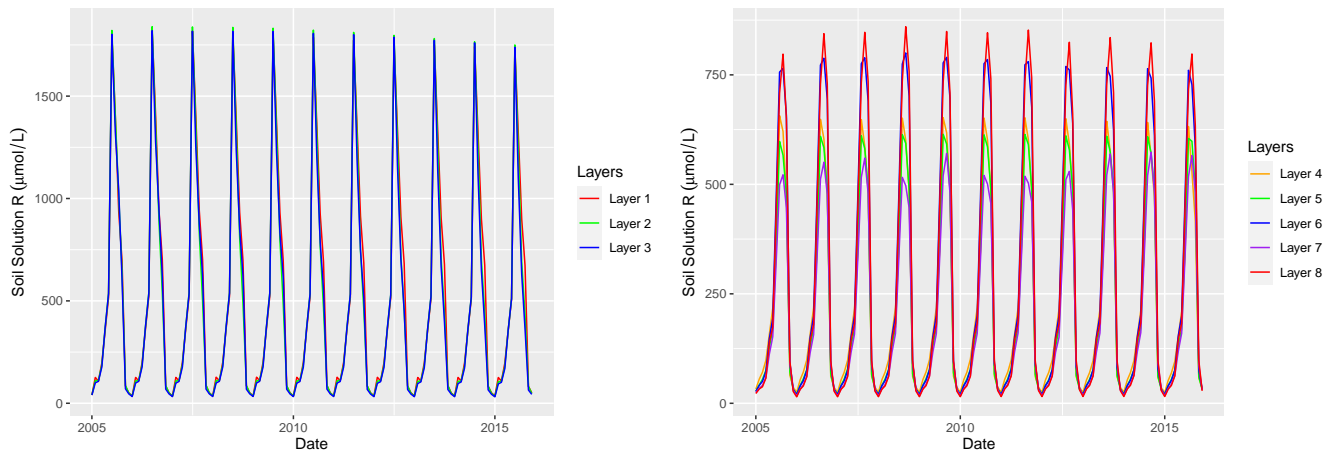 Soil Solution R (μmol/L)
1500
1000
500
0
2005
2010
2015
Date
Layers
Layer 1
Layer 2
Layer 3
Soil Solution R (μmol/L)
750
500
250
0
2005
2010
2015
Date
Layers
Layer 4
Layer 5
Layer 6
Layer 7
Layer 8